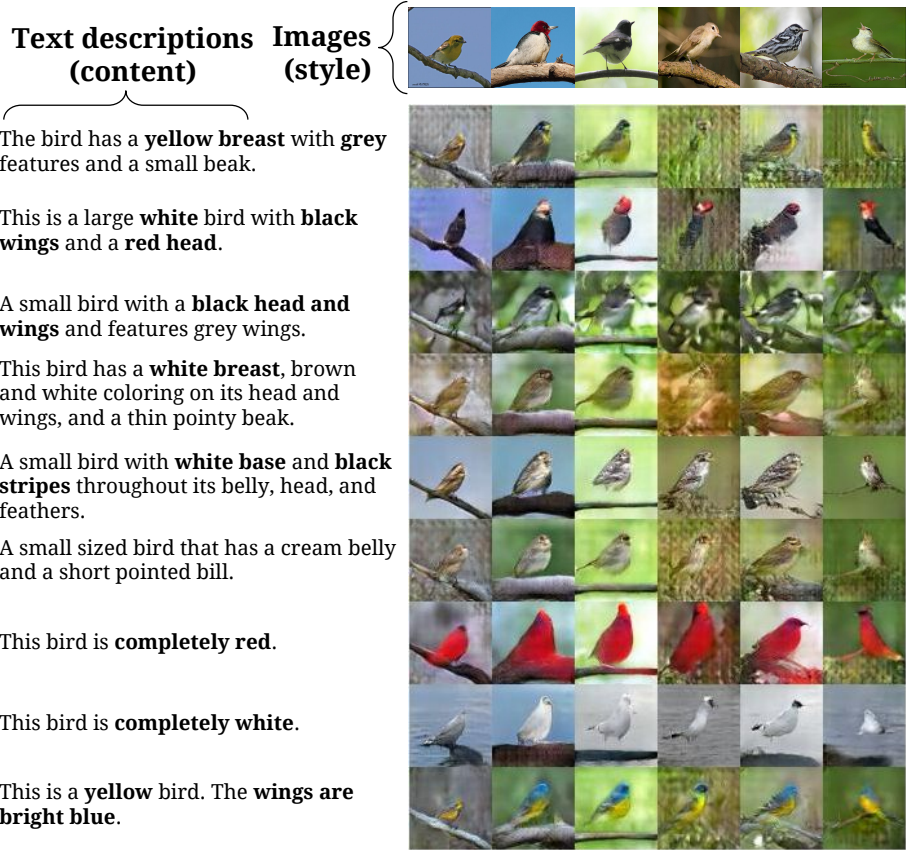 Text descriptions
(content)
Images
(style)
The bird has a yellow breast with grey
features and a small beak.
This is a large white bird with black
wings and a red head.
A small bird with a black head and
wings and features grey wings.
This bird has a white breast, brown
and white coloring on its head and
wings, and a thin pointy beak.
A small bird with white base and black
stripes throughout its belly, head, and
feathers.
A small sized bird that has a cream belly
and a short pointed bill.
This bird is completely red.
This bird is completely white.
This is a yellow bird. The wings are
bright blue.